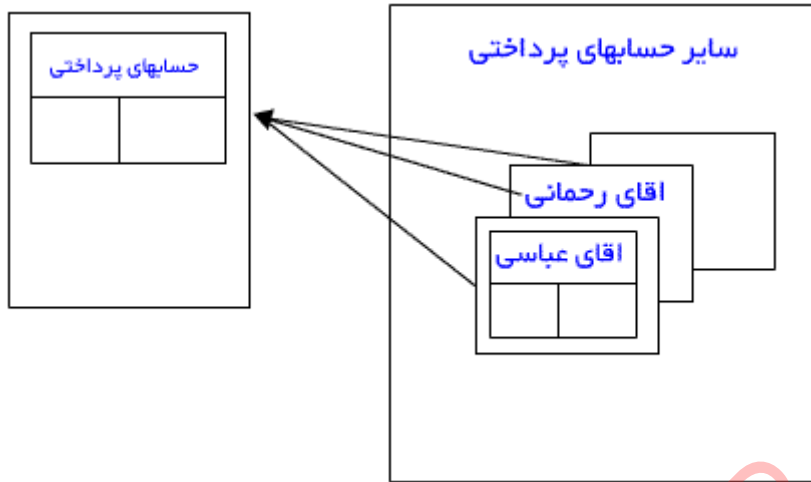 سایر حسابهای پرداختی
حسابهای پرداختی
اقای رحمانی
اقای عباسی